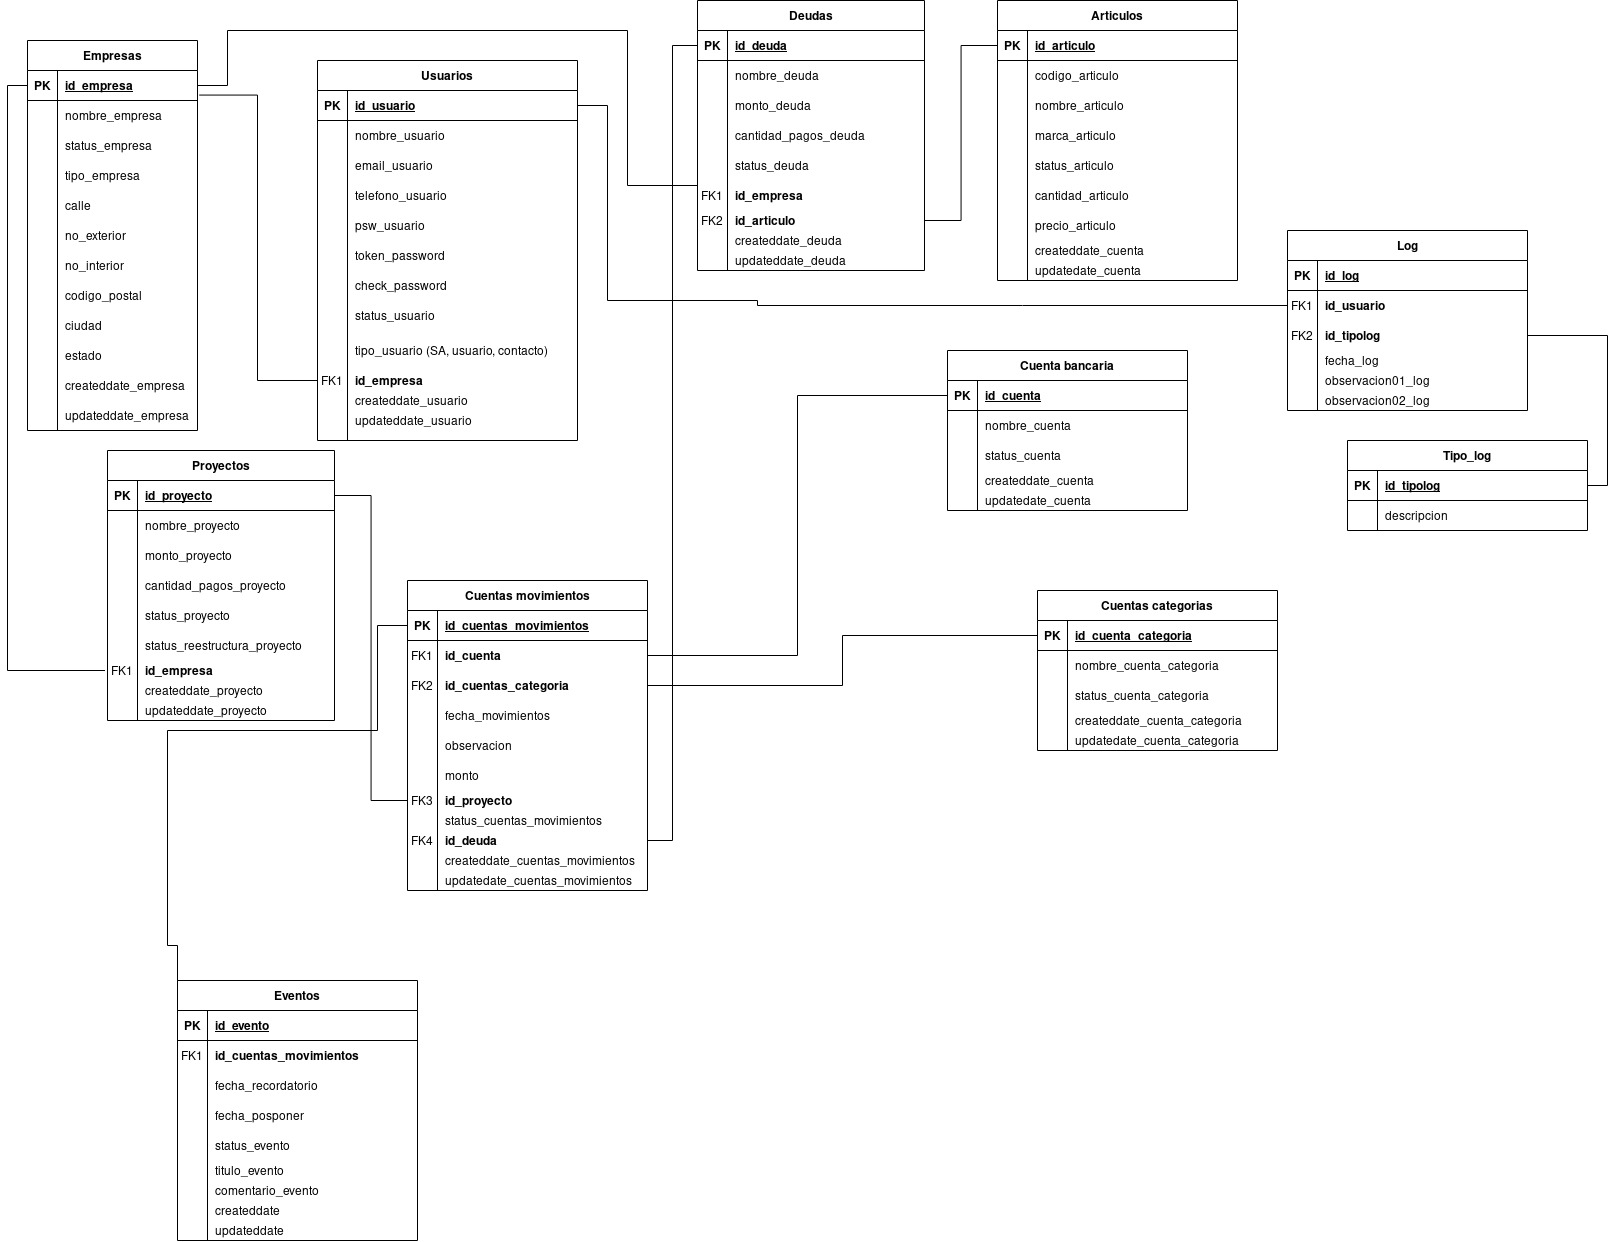 Empresas
PK id_empresa
nombre_empresa
status_empresa
tipo_empresa
calle
no_exterior
no_interior
codigo_postal
ciudad
estado
createddate_empresa
updateddate_empresa
Usuarios
PK id_usuario
nombre_usuario
email_usuario
telefono_usuario
psw_usuario
token_password
check_password
status_usuario
tipo_usuario (SA, usuario, contacto)
FK1 id_empresa
createddate_usuario
updateddate_usuario
Deudas
PK id_deuda
nombre_deuda
monto_deuda
cantidad_pagos_deuda
status_deuda
FK1 id_empresa
FK2 id_articulo
createddate_deuda
updateddate_deuda
Articulos
PK id_articulo
codigo_articulo
nombre_articulo
marca_articulo
status_articulo
cantidad_articulo
precio_articulo
createddate_cuenta
updatedate_cuenta
Log
PK id_log
FK1 id_usuario
FK2 id_tipolog
fecha_log
observacion01_log
observacion02_log
Cuenta bancaria
PK id_cuenta
nombre_cuenta
status_cuenta
createddate_cuenta
updatedate_cuenta
Tipo_log
PK id_tipolog
descripcion
Proyectos
PK id_proyecto
nombre_proyecto
monto_proyecto
cantidad_pagos_proyecto
status_proyecto
status_reestructura_proyecto
FK1 id_empresa
createddate_proyecto
updateddate_proyecto
Cuentas movimientos
PK id_cuentas_movimientos
FK1 id_cuenta
FK2 id_cuentas_categoria
fecha_movimientos
observacion
monto
FK3 id_proyecto
status_cuentas_movimientos
FK4 id_deuda
createddate_cuentas_movimientos
updatedate_cuentas_movimientos
Cuentas categorias
PK id_cuenta_categoria
nombre_cuenta_categoria
status_cuenta_categoria
createddate_cuenta_categoria
updatedate_cuenta_categoria
Eventos
PK id_evento
FK1 id_cuentas_movimientos
fecha_recordatorio
fecha_posponer
status_evento
titulo_evento
comentario_evento
createddate
updateddate